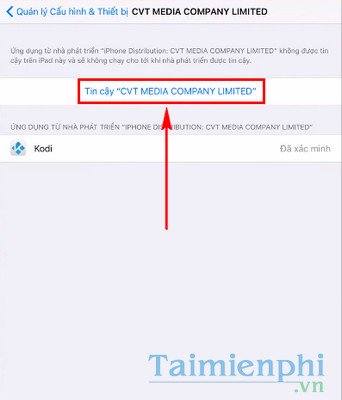 Quản lý Cấu hình & Thiết bị CVT MEDIA COMPANY LIMITED
Ứng dụng từ nhà phát triển "iPhone Distribution: CVT MEDIA COMPANY LIMITED" không được tin
cậy trên iPad này và sẽ không chạy cho tới khi nhà phát triển được tin cậy.
Tin cậy "CVT MEDIA COMPANY LIMITED"
ỨNG DỤNG TỪ NHÀ PHÁT TRIỂN "IPHONE DISTRIBUTION: CVT MEDIA COMPANY LIMITED"
Kodi Đã xác minh
Taimienphi
.vn